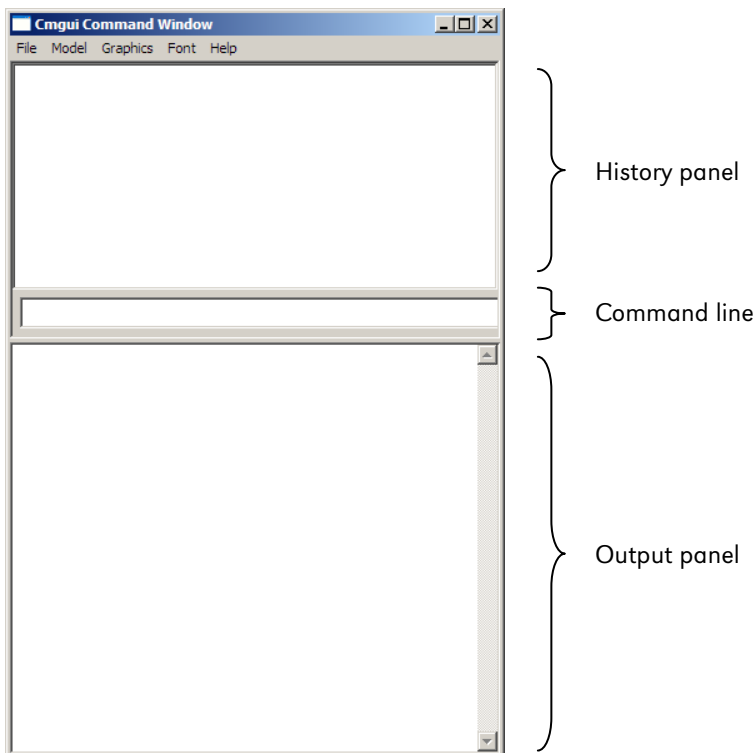 Cmgui Command Window
File Model Graphics Font Help
History panel
Command line
Output panel